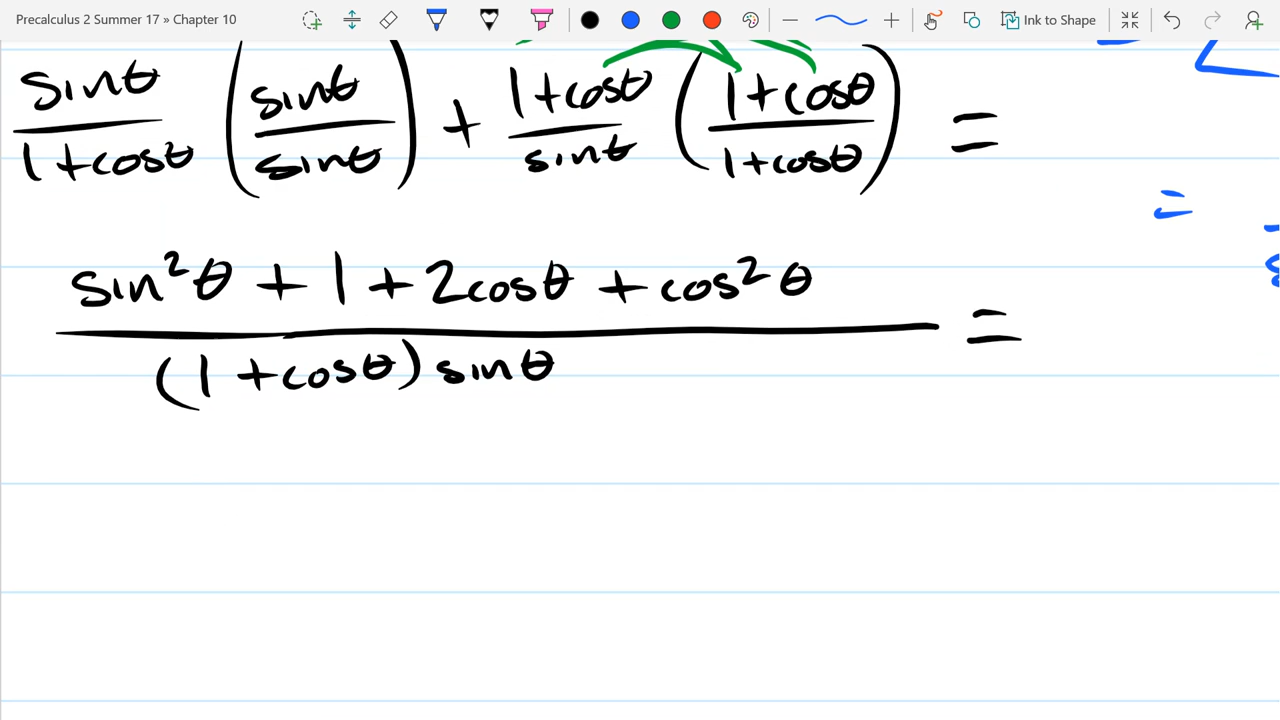 Precalculus 2 Summer 17 » Chapter 10 Ink to Shape
sinθ/(1+cosθ) (sinθ/sinθ) + (1+cosθ)/sinθ ((1+cosθ)/(1+cosθ)) =
=
sin²θ + 1 + 2cosθ + cos²θ =
(1+cosθ) sinθ